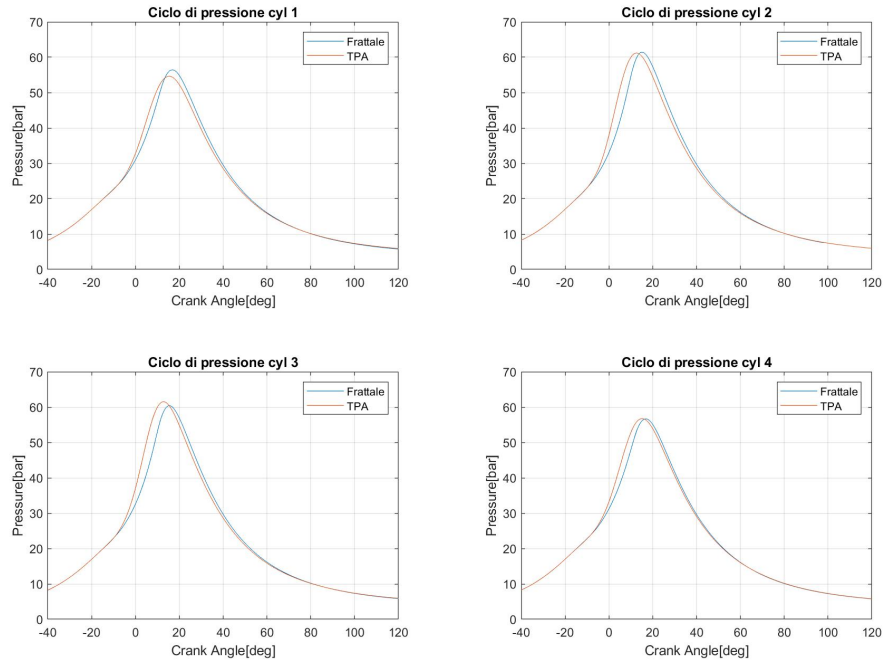 Ciclo di pressione cyl 1
Pressure[bar]
70
60
50
40
30
20
10
0
Frattale
TPA
-40 -20 0 20 40 60 80 100 120
Crank Angle[deg]
Ciclo di pressione cyl 2
Pressure[bar]
70
60
50
40
30
20
10
0
Frattale
TPA
-40 -20 0 20 40 60 80 100 120
Crank Angle[deg]
Ciclo di pressione cyl 3
Pressure[bar]
70
60
50
40
30
20
10
0
Frattale
TPA
-40 -20 0 20 40 60 80 100 120
Crank Angle[deg]
Ciclo di pressione cyl 4
Pressure[bar]
70
60
50
40
30
20
10
0
Frattale
TPA
-40 -20 0 20 40 60 80 100 120
Crank Angle[deg]